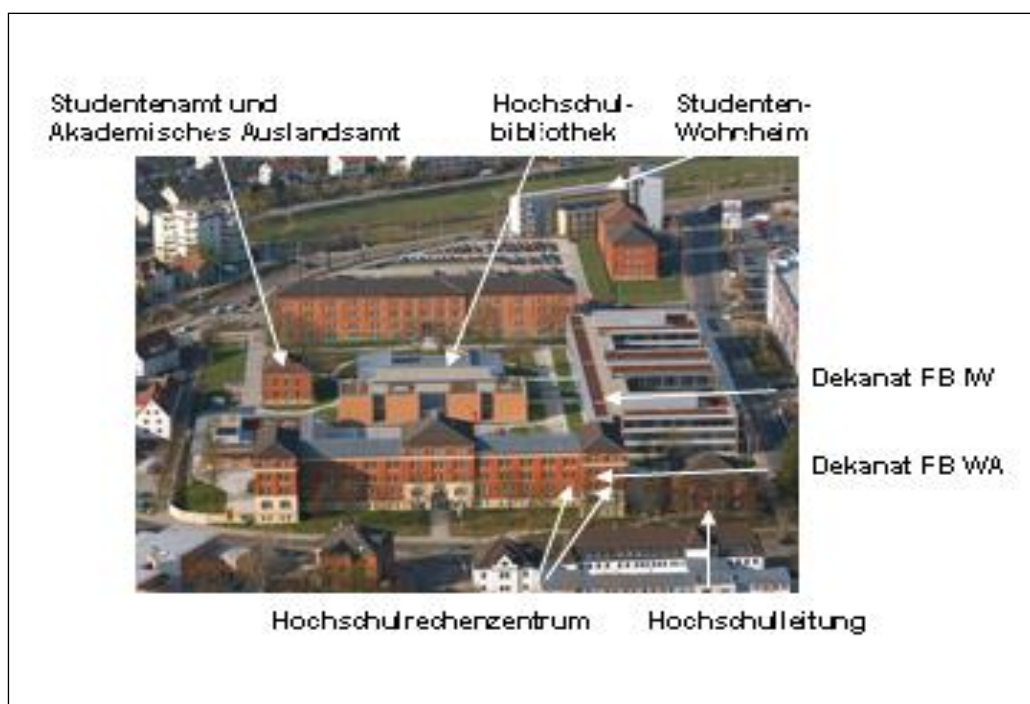 Studentenamt und
Akademisches Auslandsamt
Hochschul-
bibliothek
Studenten-
Wohnheim
Dekanat FB IW
Dekanat FB WA
Hochschulrechenzentrum
Hochschulleitung